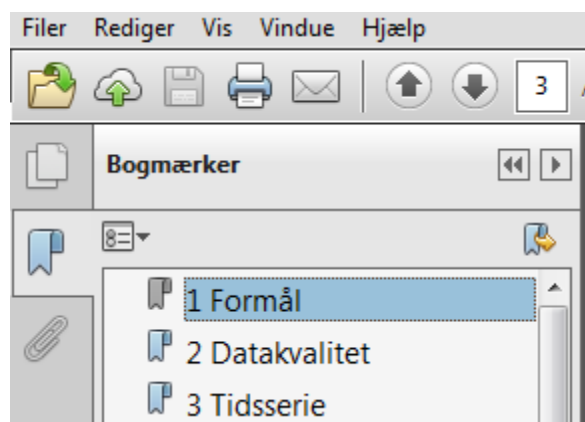 Filer Rediger Vis Vindue Hjælp
3
Bogmærker
1 Formål
2 Datakvalitet
3 Tidsserie